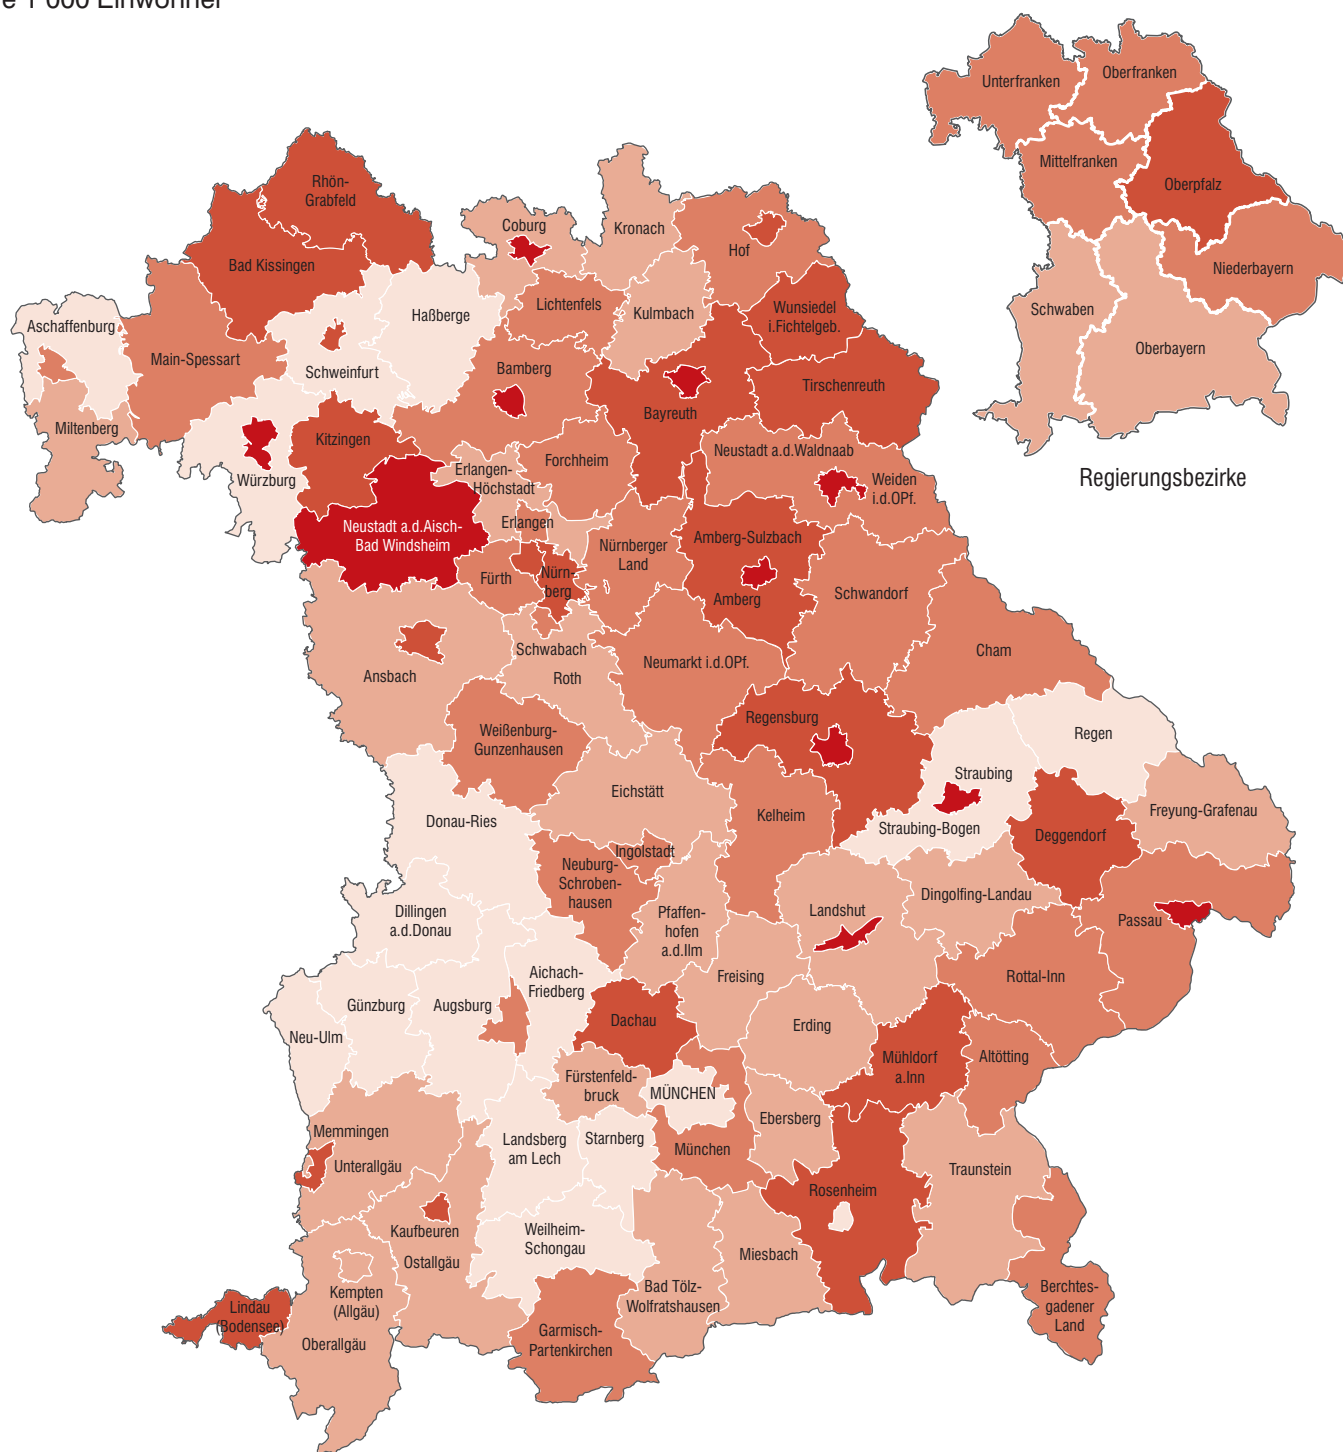 e 1 000 Einwohner
Unterfranken
Oberfranken
Mittelfranken
Oberpfalz
Niederbayern
Schwaben
Oberbayern
Regierungsbezirke
Rhön-
Grabfeld
Bad Kissingen
Coburg
Kronach
Hof
Lichtenfels
Kulmbach
Wunsiedel
i.Fichtelgeb.
Aschaffenburg
Main-Spessart
Haßberge
Schweinfurt
Bamberg
Bayreuth
Tirschenreuth
Miltenberg
Kitzingen
Würzburg
Erlangen-
Höchstadt
Forchheim
Neustadt a.d.Waldnaab
Weiden
i.d.OPf.
Neustadt a.d.Aisch-
Bad Windsheim
Erlangen
Fürth
Nürn-
berg
Nürnberger
Land
Amberg-Sulzbach
Amberg
Schwandorf
Cham
Ansbach
Schwabach
Roth
Neumarkt i.d.OPf.
Weißenburg-
Gunzenhausen
Regensburg
Regen
Straubing
Straubing-Bogen
Eichstätt
Kelheim
Freyung-Grafenau
Deggendorf
Donau-Ries
Ingolstadt
Neuburg-
Schroben-
hausen
Dillingen
a.d.Donau
Pfaffen-
hofen
a.d.Ilm
Landshut
Dingolfing-Landau
Passau
Rottal-Inn
Aichach-
Friedberg
Freising
Günzburg
Augsburg
Neu-Ulm
Dachau
Erding
Mühldorf
a.Inn
Altötting
Fürstenfeld-
bruck
MÜNCHEN
Ebersberg
München
Memmingen
Unterallgäu
Landsberg
am Lech
Starnberg
Traunstein
Rosenheim
Kaufbeuren
Ostallgäu
Weilheim-
Schongau
Miesbach
Bad Tölz-
Wolfratshausen
Kempten
(Allgäu)
Oberallgäu
Lindau
(Bodensee)
Garmisch-
Partenkirchen
Berchtes-
gadener
Land